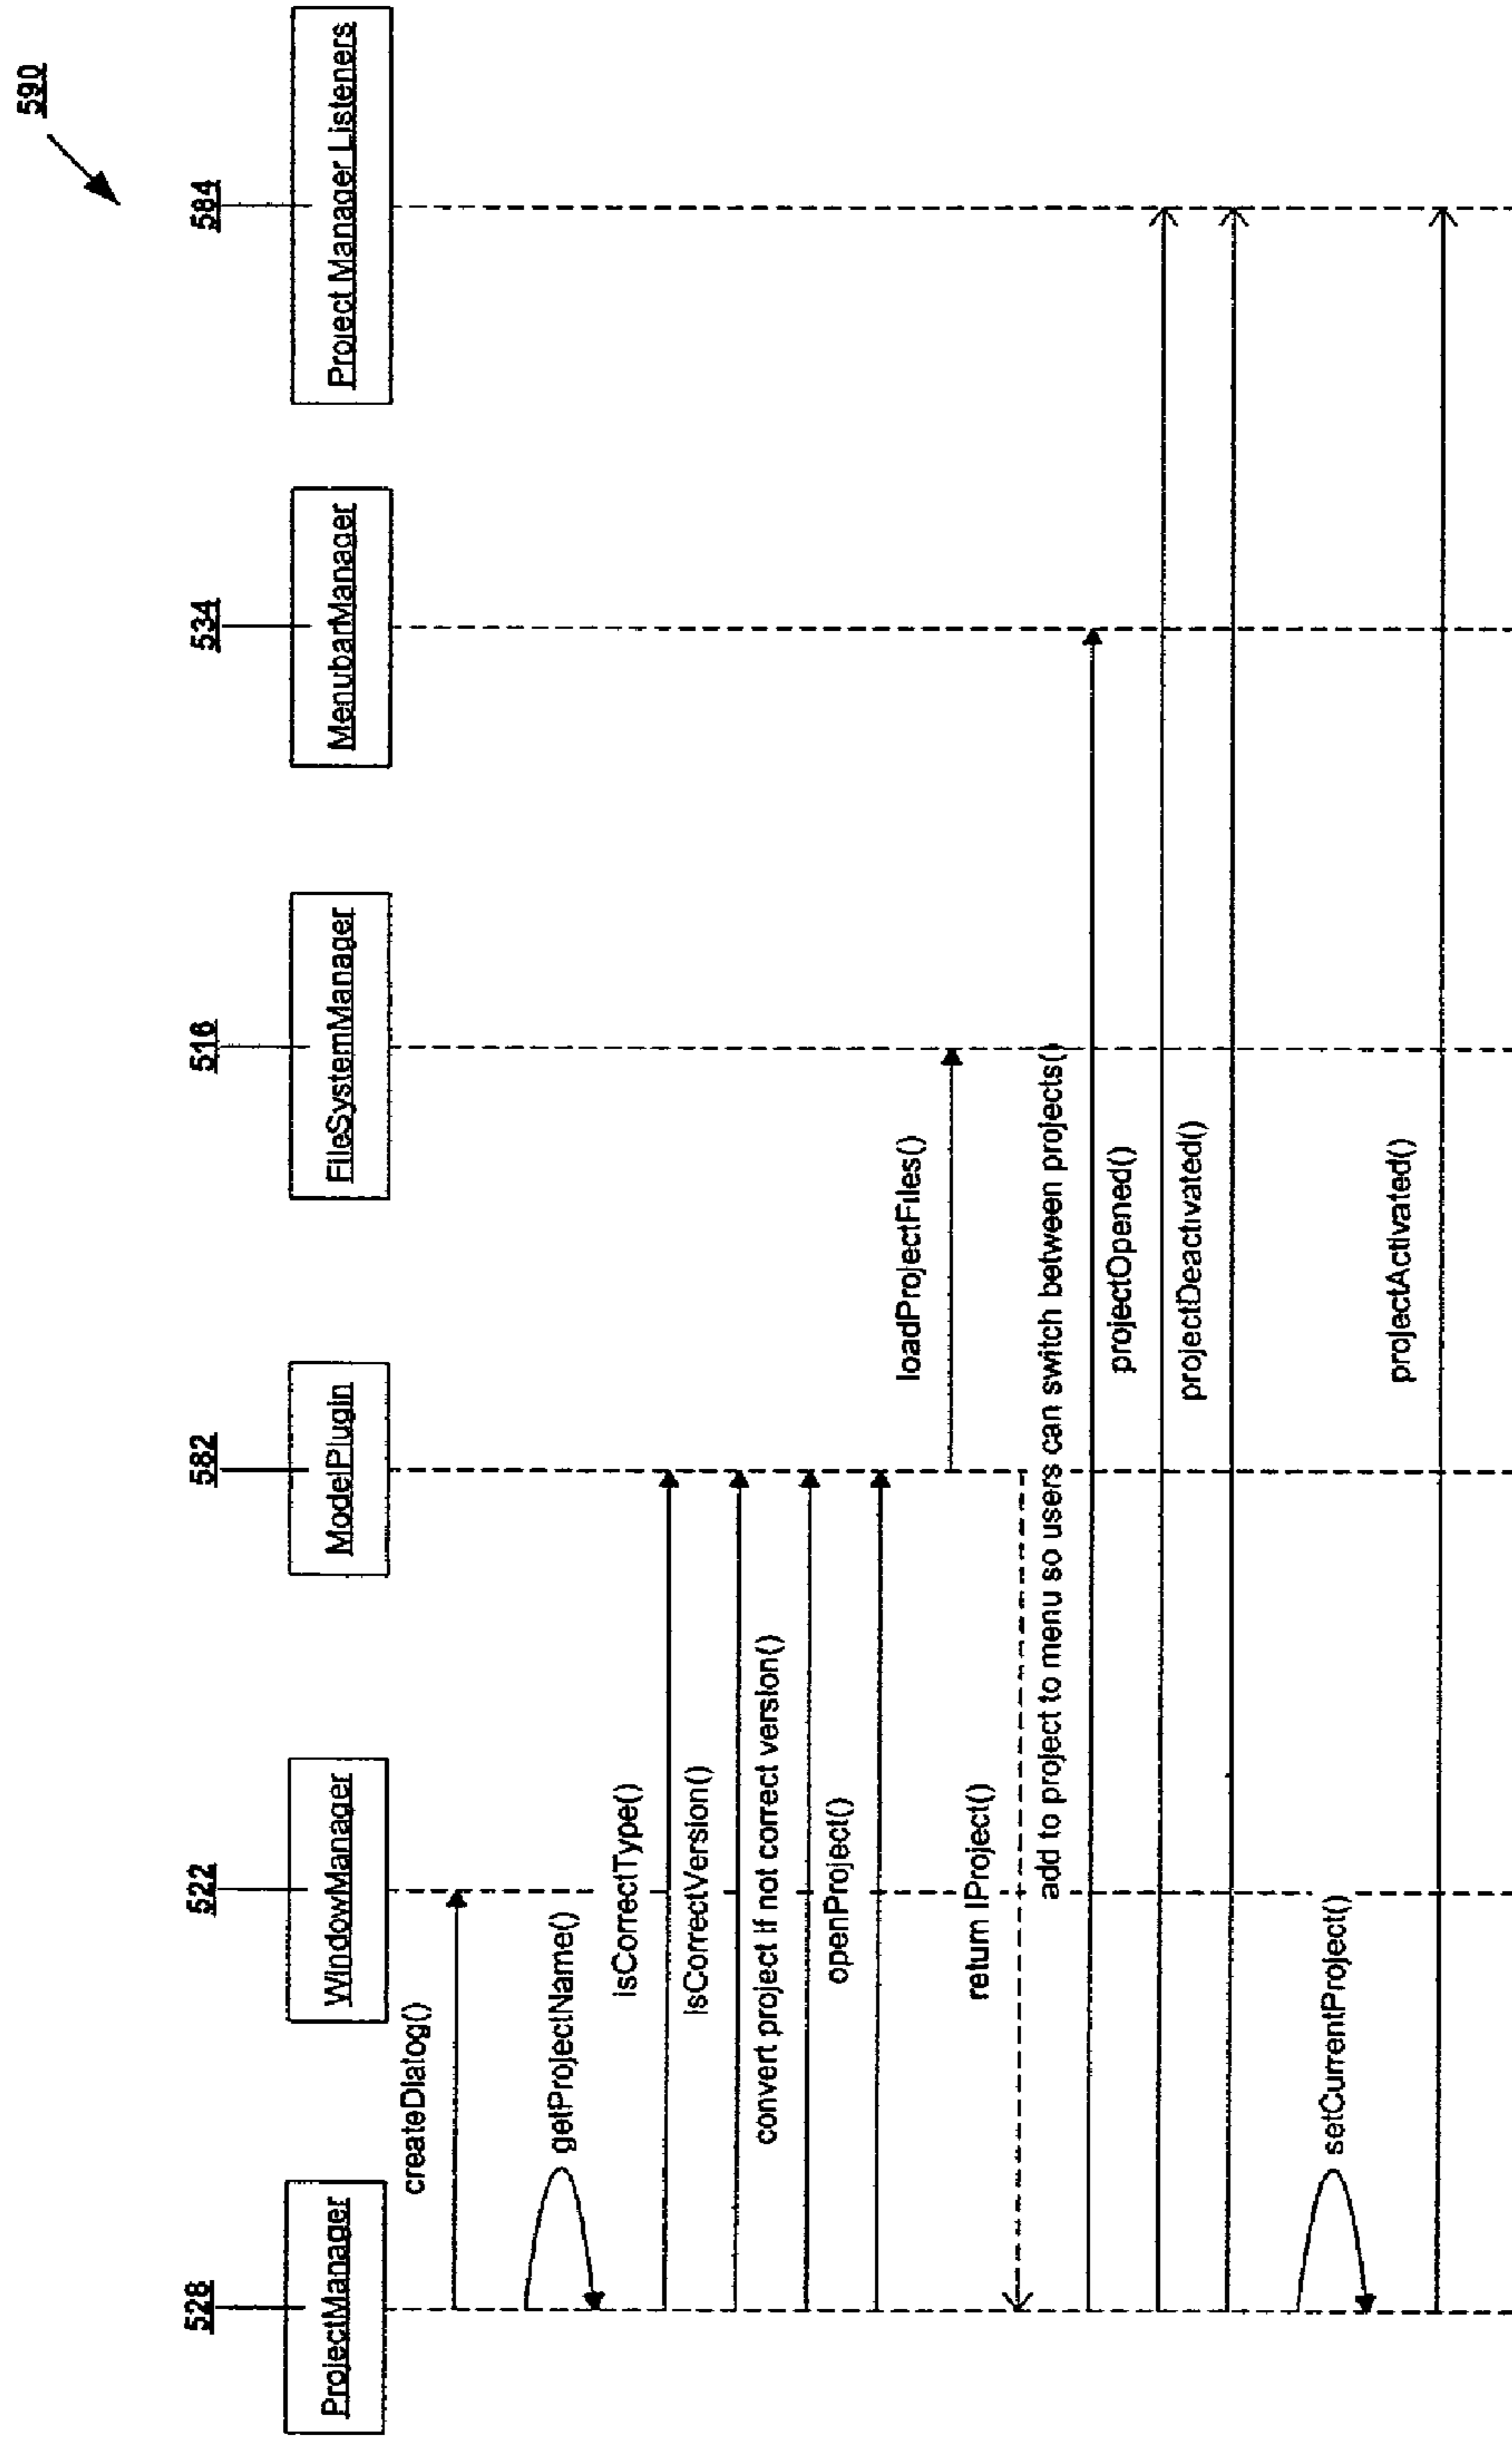 590
528
522
582
516
534
584
ProjectManager
WindowManager
ModelPlugin
FileSystemManager
MenubarManager
Project Manager Listeners
createDialog()
getProjectName()
isCorrectType()
isCorrectVersion()
convert project if not correct version()
openProject()
loadProjectFiles()
return IProject()
add to project to menu so users can switch between projects()
projectOpened()
projectDeactivated()
setCurrentProject()
projectActivated()